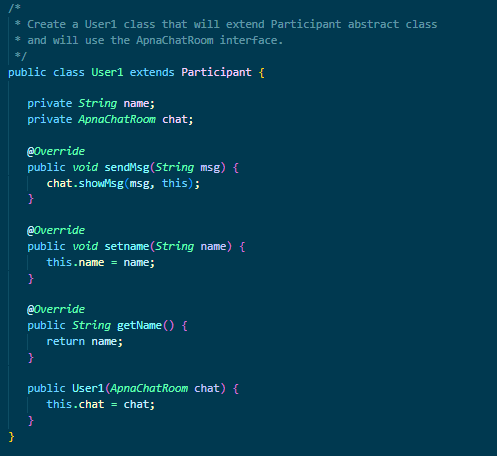 /*
 * Create a User1 class that will extend Participant abstract class
 * and will use the ApnaChatRoom interface.
 */
public class User1 extends Participant {

    private String name;
    private ApnaChatRoom chat;

    @Override
    public void sendMsg(String msg) {
        chat.showMsg(msg, this);
    }

    @Override
    public void setname(String name) {
        this.name = name;
    }

    @Override
    public String getName() {
        return name;
    }

    public User1(ApnaChatRoom chat) {
        this.chat = chat;
    }
}